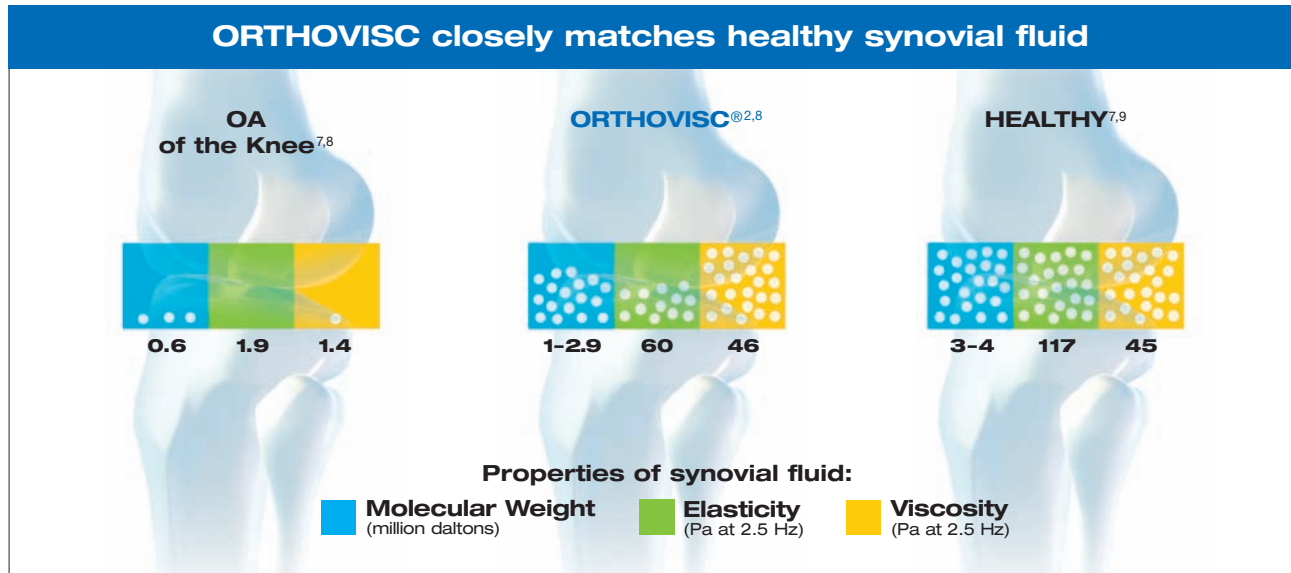 ORTHOVISC closely matches healthy synovial fluid
OA
of the Knee7,8
ORTHOVISC®2,8
HEALTHY7,9
0.6 1.9 1.4
1-2.9 60 46
3-4 117 45
Properties of synovial fluid:
Molecular Weight
(million daltons)
Elasticity
(Pa at 2.5 Hz)
Viscosity
(Pa at 2.5 Hz)